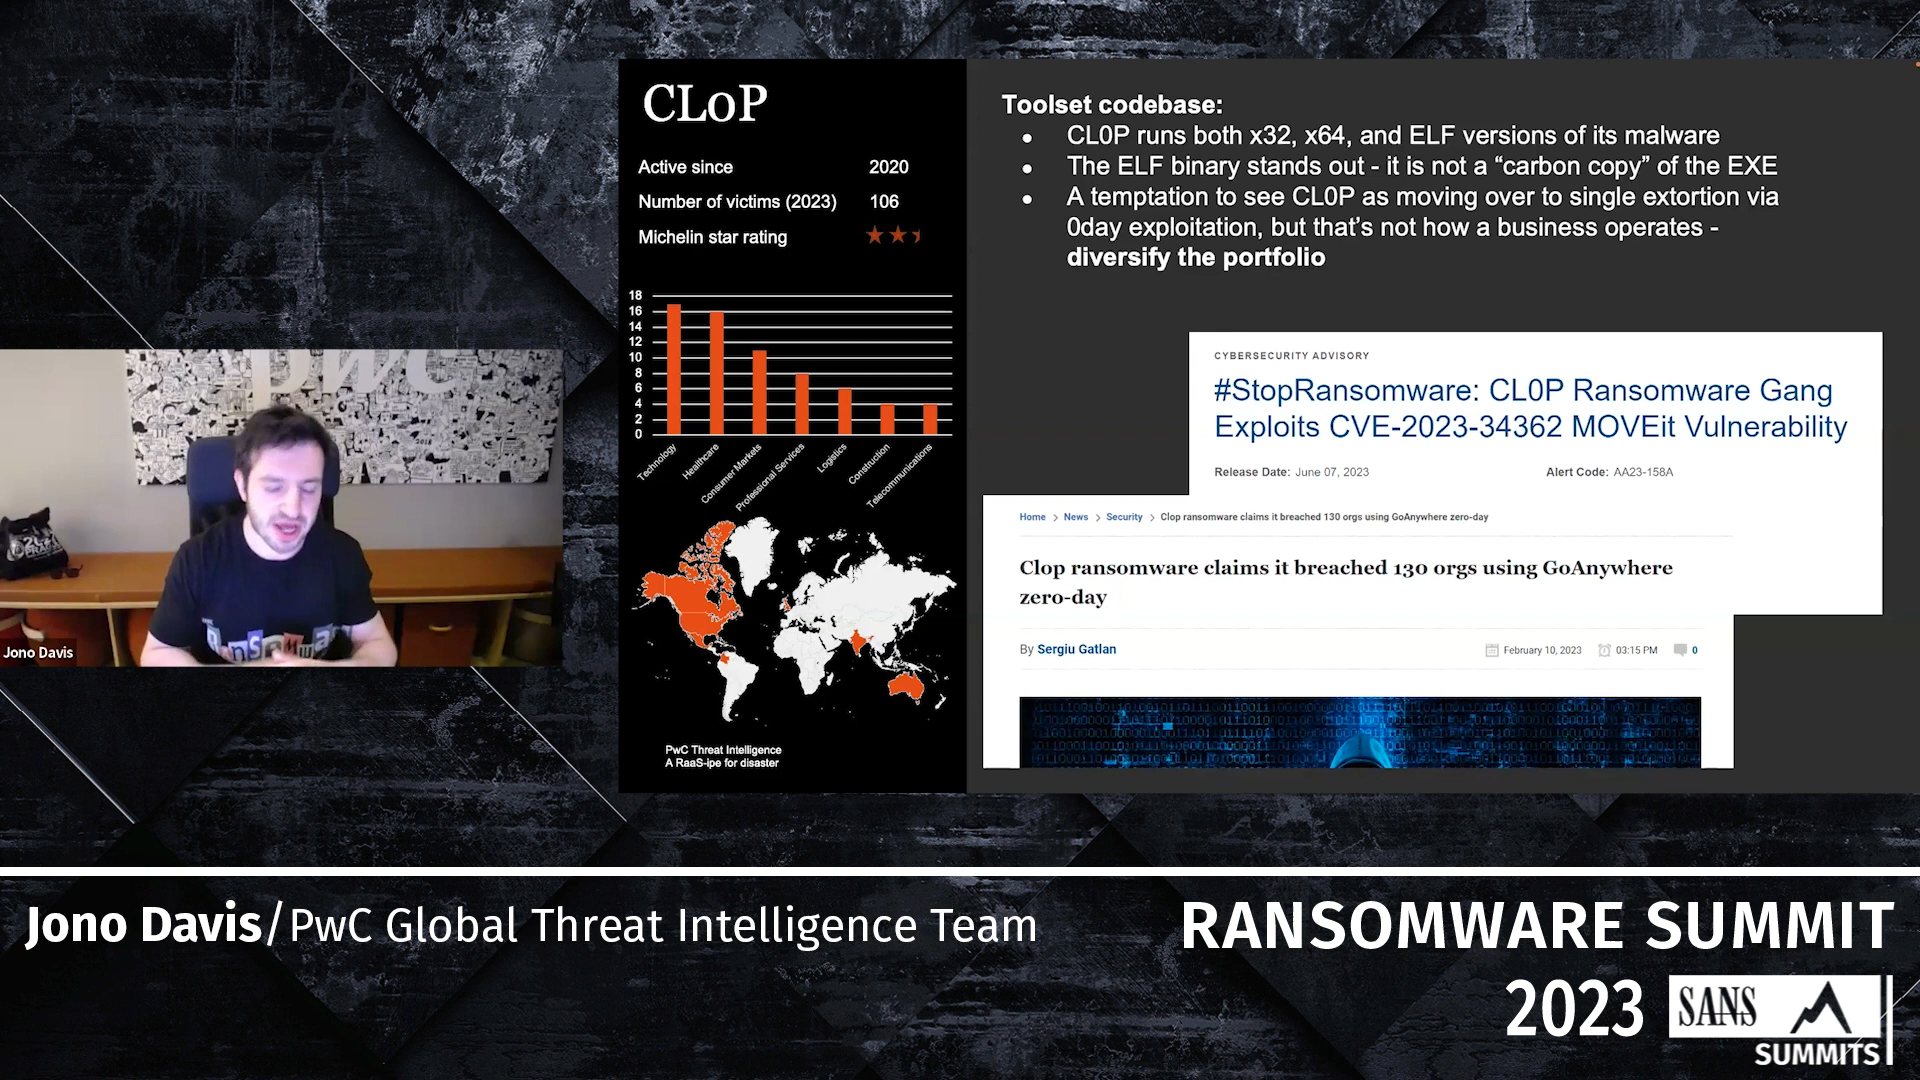 CLoP
Active since 2020
Number of victims (2023) 106
Michelin star rating
18
16
14
12
10
8
6
4
2
0
Technology
Healthcare
Consumer Markets
Professional Services
Logistics
Construction
Telecommunications
PwC Threat Intelligence
A RaaS-ipe for disaster
Toolset codebase:
● CL0P runs both x32, x64, and ELF versions of its malware
● The ELF binary stands out - it is not a “carbon copy” of the EXE
● A temptation to see CL0P as moving over to single extortion via
0day exploitation, but that’s not how a business operates -
diversify the portfolio
CYBERSECURITY ADVISORY
#StopRansomware: CL0P Ransomware Gang
Exploits CVE-2023-34362 MOVEit Vulnerability
Release Date: June 07, 2023 Alert Code: AA23-158A
Home > News > Security > Clop ransomware claims it breached 130 orgs using GoAnywhere zero-day
Clop ransomware claims it breached 130 orgs using GoAnywhere
zero-day
By Sergiu Gatlan February 10, 2023 03:15 PM 0
pwc
Jono Davis
Jono Davis/PwC Global Threat Intelligence Team
RANSOMWARE SUMMIT
2023
SANS
SUMMITS